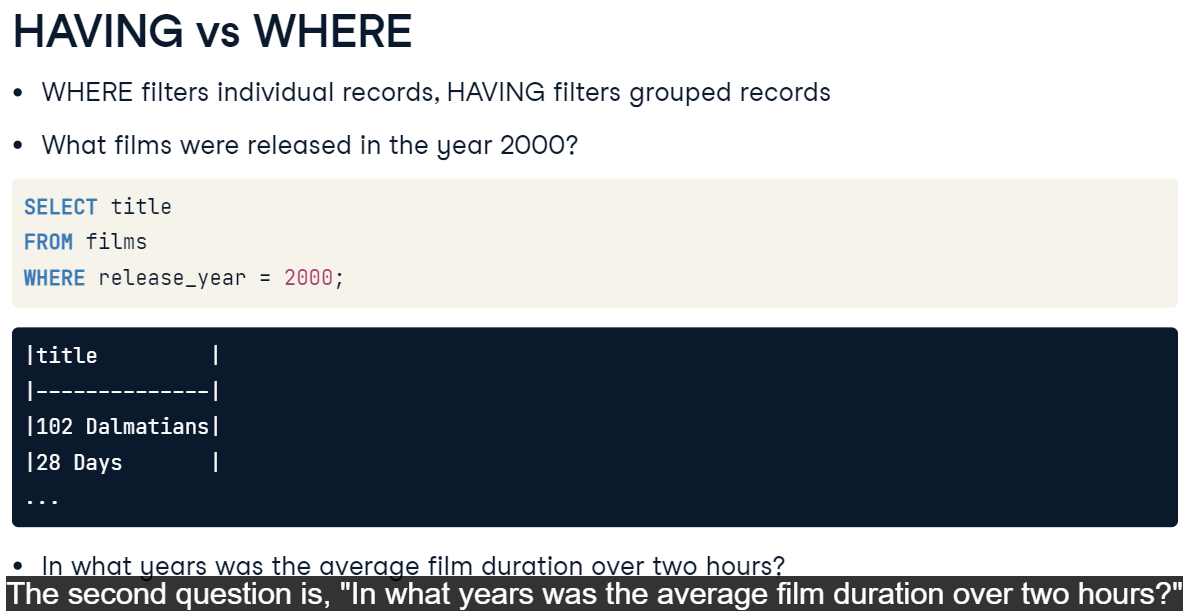 HAVING vs WHERE
• WHERE filters individual records, HAVING filters grouped records
• What films were released in the year 2000?
SELECT title
FROM films
WHERE release_year = 2000;
|title         |
|--------------|
|102 Dalmatians|
|28 Days       |
...
• In what years was the average film duration over two hours?
The second question is, "In what years was the average film duration over two hours?"